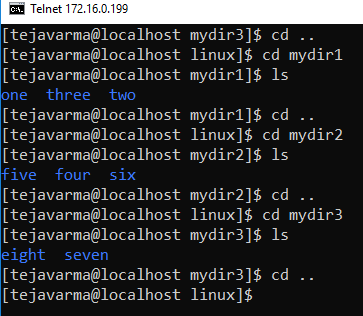 Telnet 172.16.0.199
[tejavarma@localhost mydir3]$ cd ..
[tejavarma@localhost linux]$ cd mydir1
[tejavarma@localhost mydir1]$ ls
one  three  two
[tejavarma@localhost mydir1]$ cd ..
[tejavarma@localhost linux]$ cd mydir2
[tejavarma@localhost mydir2]$ ls
five  four  six
[tejavarma@localhost mydir2]$ cd ..
[tejavarma@localhost linux]$ cd mydir3
[tejavarma@localhost mydir3]$ ls
eight  seven
[tejavarma@localhost mydir3]$ cd ..
[tejavarma@localhost linux]$